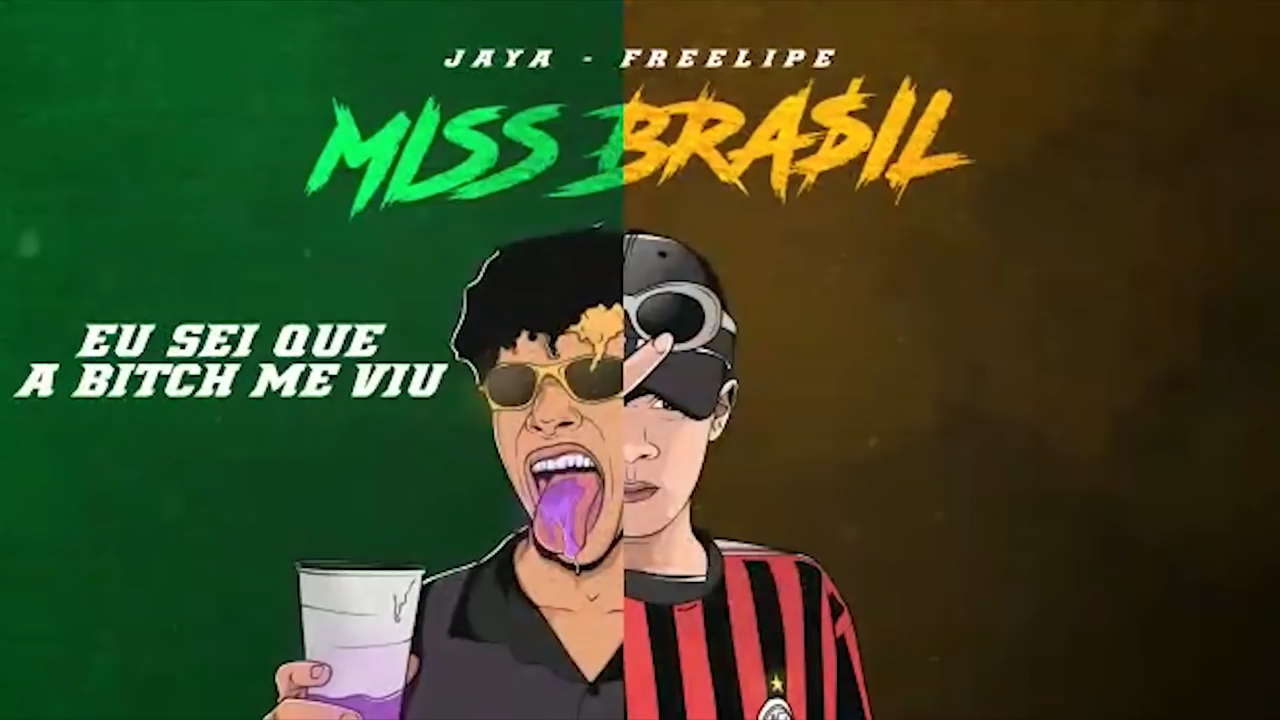 JAYA - FREELIPE
MISS BRA$IL
EU SEI QUE
A BITCH ME VIU